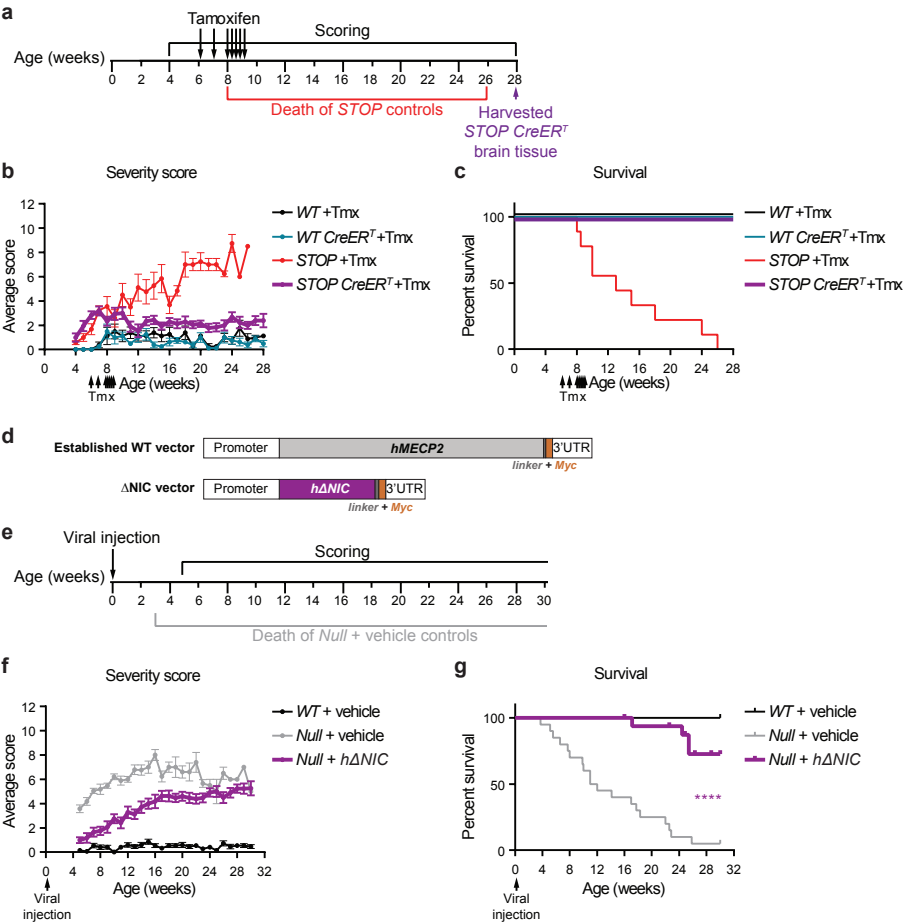 a
Tamoxifen
Scoring
Age (weeks)
0 2 4 6 8 10 12 14 16 18 20 22 24 26 28
Death of STOP controls
Harvested
STOP CreERᵀ
brain tissue
b
Severity score
12
10
8
6
4
2
0
Average score
0 4 8 12 16 20 24 28
Age (weeks)
Tmx
WT +Tmx
WT CreERᵀ +Tmx
STOP +Tmx
STOP CreERᵀ +Tmx
c
Survival
100
50
0
Percent survival
0 4 8 12 16 20 24 28
Age (weeks)
Tmx
WT +Tmx
WT CreERᵀ +Tmx
STOP +Tmx
STOP CreERᵀ +Tmx
d
Established WT vector
Promoter hMECP2 3'UTR
linker + Myc
ΔNIC vector
Promoter hΔNIC 3'UTR
linker + Myc
e
Viral injection
Scoring
Age (weeks)
0 2 4 6 8 10 12 14 16 18 20 22 24 26 28 30
Death of Null + vehicle controls
f
Severity score
12
10
8
6
4
2
0
Average score
0 4 8 12 16 20 24 28 32
Age (weeks)
Viral
injection
WT + vehicle
Null + vehicle
Null + hΔNIC
g
Survival
100
50
0
Percent survival
0 4 8 12 16 20 24 28 32
Age (weeks)
Viral
injection
****
WT + vehicle
Null + vehicle
Null + hΔNIC